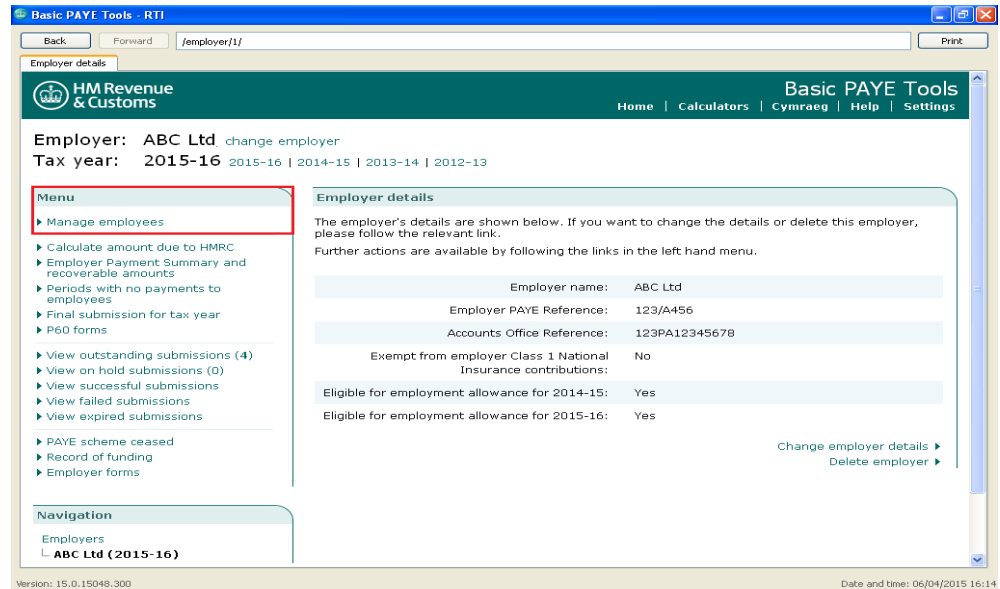 Basic PAYE Tools - RTI
Back Forward /employer/1/ Print
Employer details
HM Revenue
& Customs
Basic PAYE Tools
Home | Calculators | Cymraeg | Help | Settings
Employer: ABC Ltd change employer
Tax year: 2015-16 2015-16 | 2014-15 | 2013-14 | 2012-13
Menu
Manage employees
Calculate amount due to HMRC
Employer Payment Summary and
recoverable amounts
Periods with no payments to
employees
Final submission for tax year
P60 forms
View outstanding submissions (4)
View on hold submissions (0)
View successful submissions
View failed submissions
View expired submissions
PAYE scheme ceased
Record of funding
Employer forms
Navigation
Employers
ABC Ltd (2015-16)
Employer details
The employer's details are shown below. If you want to change the details or delete this employer,
please follow the relevant link.
Further actions are available by following the links in the left hand menu.
Employer name: ABC Ltd
Employer PAYE Reference: 123/A456
Accounts Office Reference: 123PA12345678
Exempt from employer Class 1 National No
Insurance contributions:
Eligible for employment allowance for 2014-15: Yes
Eligible for employment allowance for 2015-16: Yes
Change employer details
Delete employer
Version: 15.0.15048.300 Date and time: 06/04/2015 16:14